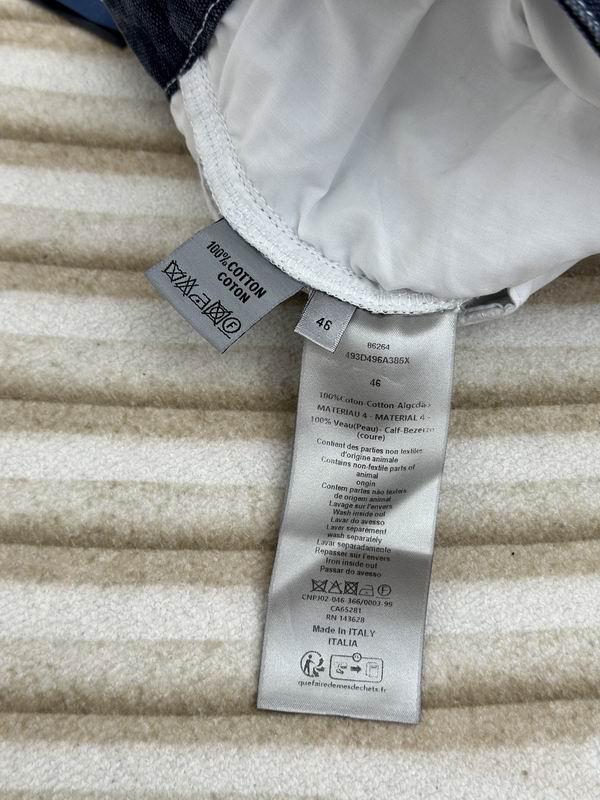 100% COTTON
COTON
46
86264
493D496A385X
46
100%Coton-Cotton-Algodão
MATERIAU 4 - MATERIAL 4 -
100% Veau(Peau)- Calf-Bezerro
(couro)
Contient des parties non textiles
d'origine animale
Contains non-textile parts of
animal
origin
Contem partes não texteis
de origem animal
Lavage sur l'envers
Wash inside out
Lavar do avesso
Laver separément
wash separately
Lavar separadamente
Repasser sur l'envers
Iron inside out
Passar do avesso
CNPJ02-046-366/0003-99
CA65281
RN 143628
Made In ITALY
ITALIA
quefairedemesdechets.fr